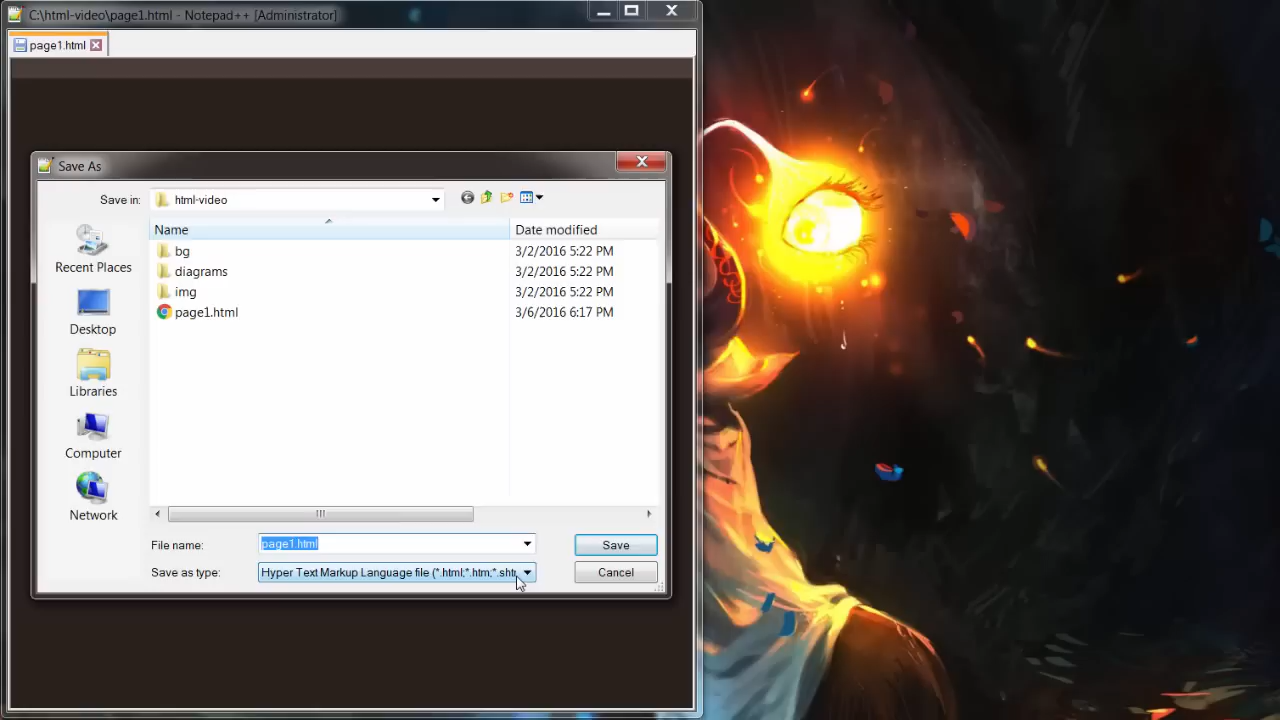 C:\html-video\page1.html - Notepad++ [Administrator]
page1.html
Save As
Save in:
html-video
Name
Date modified
bg
3/2/2016 5:22 PM
diagrams
3/2/2016 5:22 PM
img
3/2/2016 5:22 PM
page1.html
3/6/2016 6:17 PM
Recent Places
Desktop
Libraries
Computer
Network
File name:
page1.html
Save
Save as type:
Hyper Text Markup Language file (*.html;*.htm;*.sht
Cancel